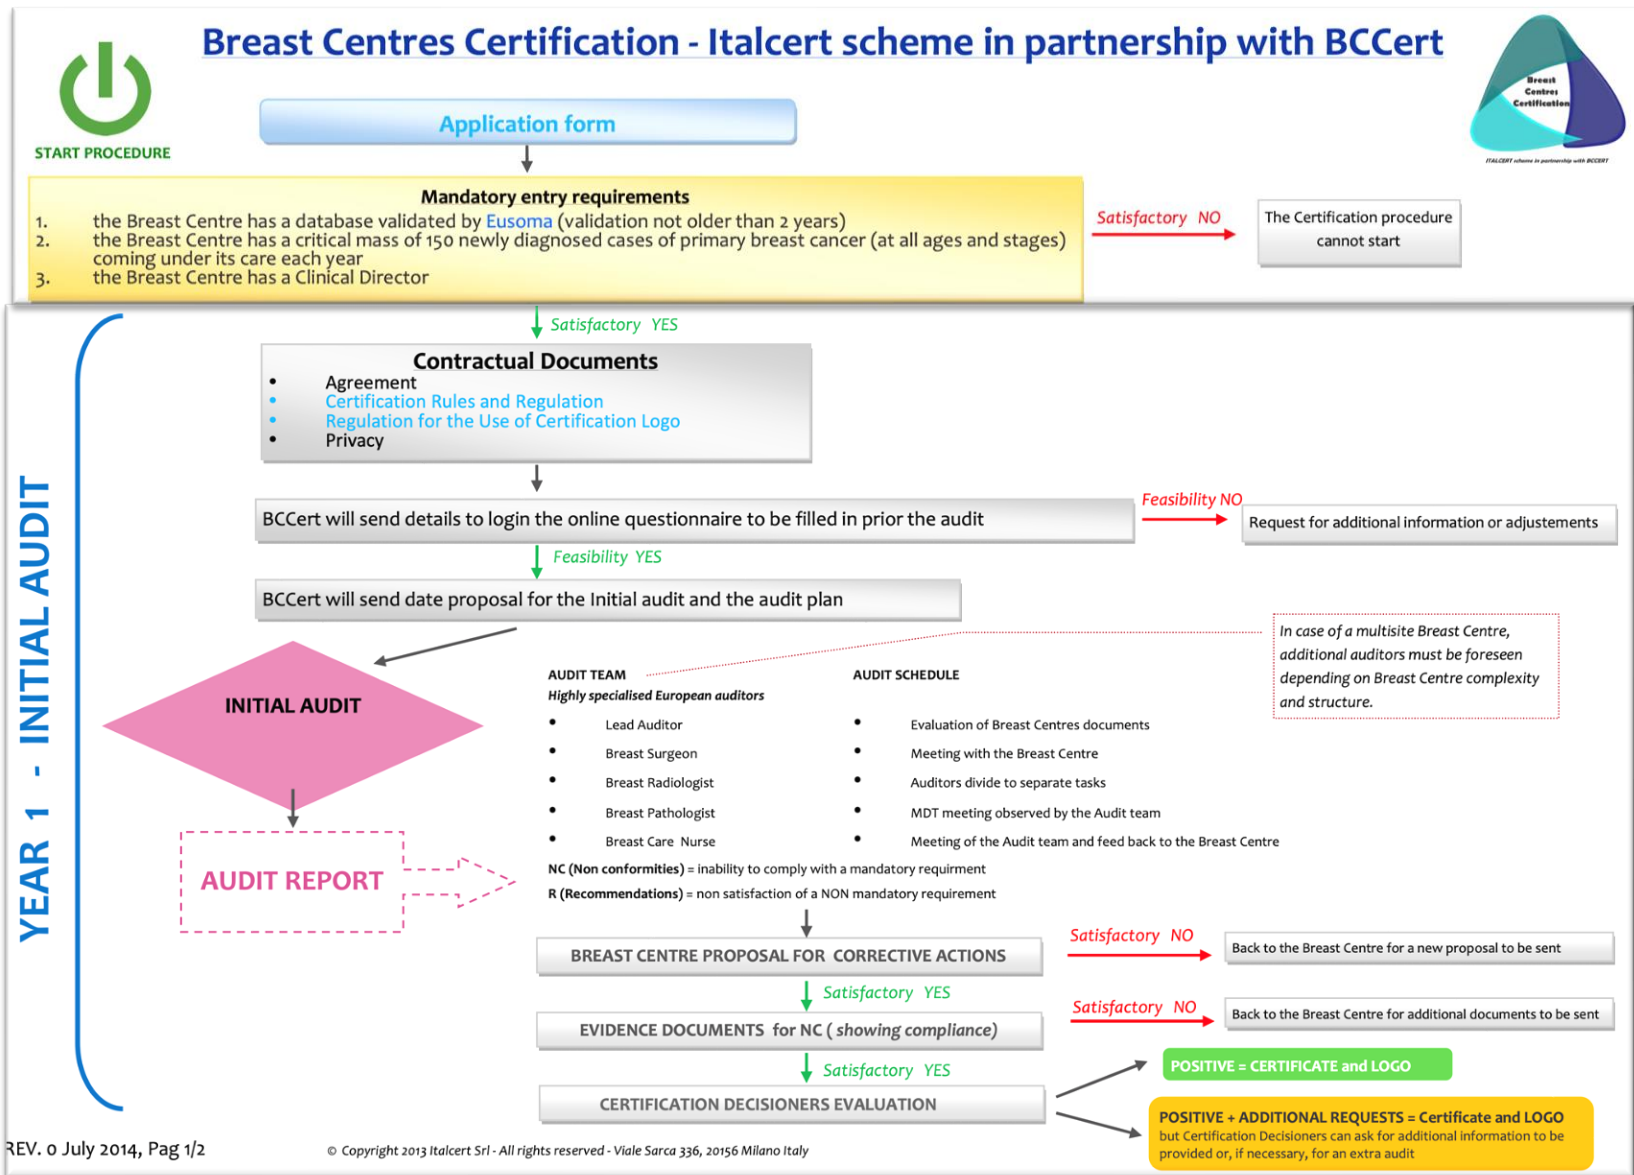 Breast Centres Certification - Italcert scheme in partnership with BCCert
Breast
Centres
Certification
ITALCERT scheme in partnership with BCCERT
START PROCEDURE
Application form
Mandatory entry requirements
1. the Breast Centre has a database validated by Eusoma (validation not older than 2 years)
2. the Breast Centre has a critical mass of 150 newly diagnosed cases of primary breast cancer (at all ages and stages)
coming under its care each year
3. the Breast Centre has a Clinical Director
Satisfactory NO
The Certification procedure
cannot start
Satisfactory YES
YEAR 1 - INITIAL AUDIT
Contractual Documents
• Agreement
• Certification Rules and Regulation
• Regulation for the Use of Certification Logo
• Privacy
BCCert will send details to login the online questionnaire to be filled in prior the audit
Feasibility NO
Request for additional information or adjustements
Feasibility YES
BCCert will send date proposal for the Initial audit and the audit plan
In case of a multisite Breast Centre,
additional auditors must be foreseen
depending on Breast Centre complexity
and structure.
INITIAL AUDIT
AUDIT REPORT
AUDIT TEAM
Highly specialised European auditors
• Lead Auditor
• Breast Surgeon
• Breast Radiologist
• Breast Pathologist
• Breast Care Nurse
AUDIT SCHEDULE
• Evaluation of Breast Centres documents
• Meeting with the Breast Centre
• Auditors divide to separate tasks
• MDT meeting observed by the Audit team
• Meeting of the Audit team and feed back to the Breast Centre
NC (Non conformities) = inability to comply with a mandatory requirment
R (Recommendations) = non satisfaction of a NON mandatory requirement
BREAST CENTRE PROPOSAL FOR CORRECTIVE ACTIONS
Satisfactory NO
Back to the Breast Centre for a new proposal to be sent
Satisfactory YES
EVIDENCE DOCUMENTS for NC ( showing compliance)
Satisfactory NO
Back to the Breast Centre for additional documents to be sent
Satisfactory YES
CERTIFICATION DECISIONERS EVALUATION
POSITIVE = CERTIFICATE and LOGO
POSITIVE + ADDITIONAL REQUESTS = Certificate and LOGO
but Certification Decisioners can ask for additional information to be
provided or, if necessary, for an extra audit
REV. 0 July 2014, Pag 1/2
© Copyright 2013 Italcert Srl - All rights reserved - Viale Sarca 336, 20156 Milano Italy